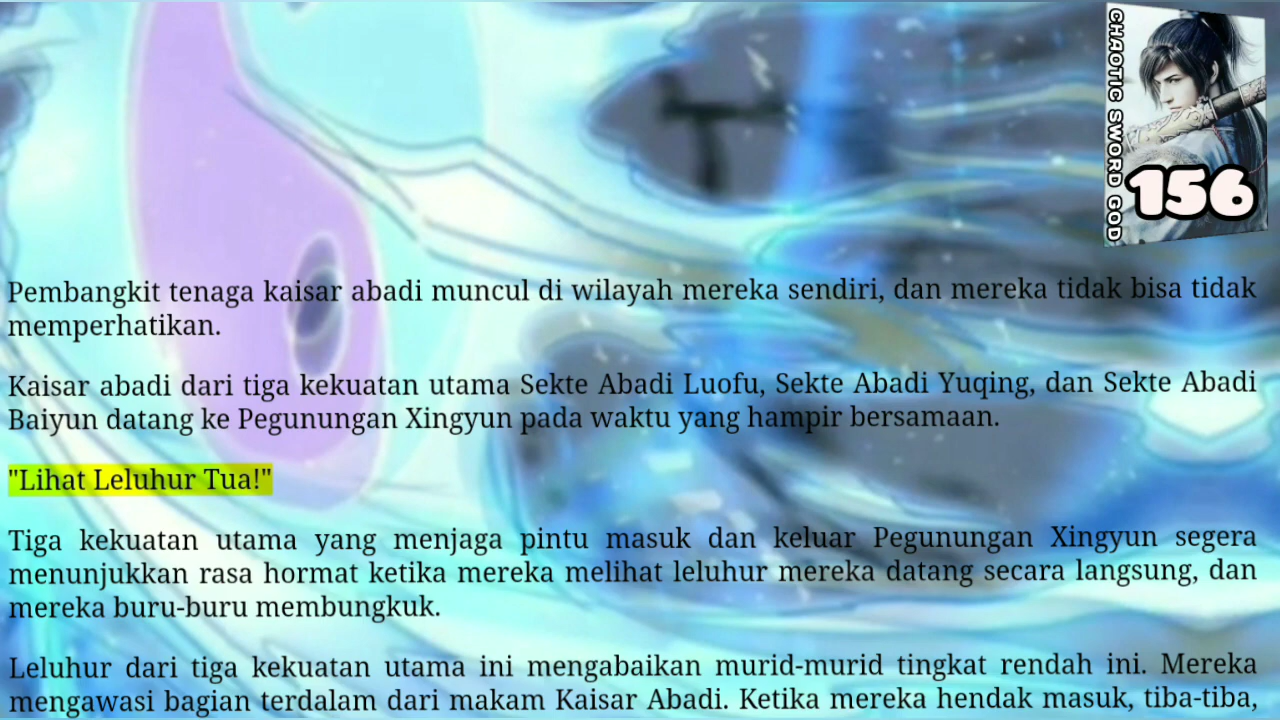 CHAOTIC SWORD GOD
156
Pembangkit tenaga kaisar abadi muncul di wilayah mereka sendiri, dan mereka tidak bisa tidak
memperhatikan.
Kaisar abadi dari tiga kekuatan utama Sekte Abadi Luofu, Sekte Abadi Yuqing, dan Sekte Abadi
Baiyun datang ke Pegunungan Xingyun pada waktu yang hampir bersamaan.
"Lihat Leluhur Tua!"
Tiga kekuatan utama yang menjaga pintu masuk dan keluar Pegunungan Xingyun segera
menunjukkan rasa hormat ketika mereka melihat leluhur mereka datang secara langsung, dan
mereka buru-buru membungkuk.
Leluhur dari tiga kekuatan utama ini mengabaikan murid-murid tingkat rendah ini. Mereka
mengawasi bagian terdalam dari makam Kaisar Abadi. Ketika mereka hendak masuk, tiba-tiba,